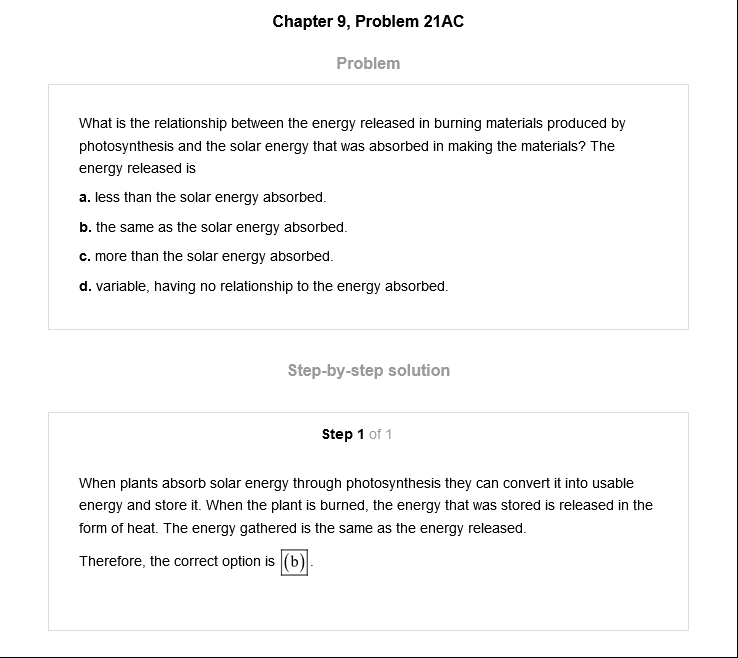 Chapter 9, Problem 21AC
Problem
What is the relationship between the energy released in burning materials produced by
photosynthesis and the solar energy that was absorbed in making the materials? The
energy released is
a. less than the solar energy absorbed.
b. the same as the solar energy absorbed.
c. more than the solar energy absorbed.
d. variable, having no relationship to the energy absorbed.
Step-by-step solution
Step 1 of 1
When plants absorb solar energy through photosynthesis they can convert it into usable
energy and store it. When the plant is burned, the energy that was stored is released in the
form of heat. The energy gathered is the same as the energy released.
Therefore, the correct option is (b).